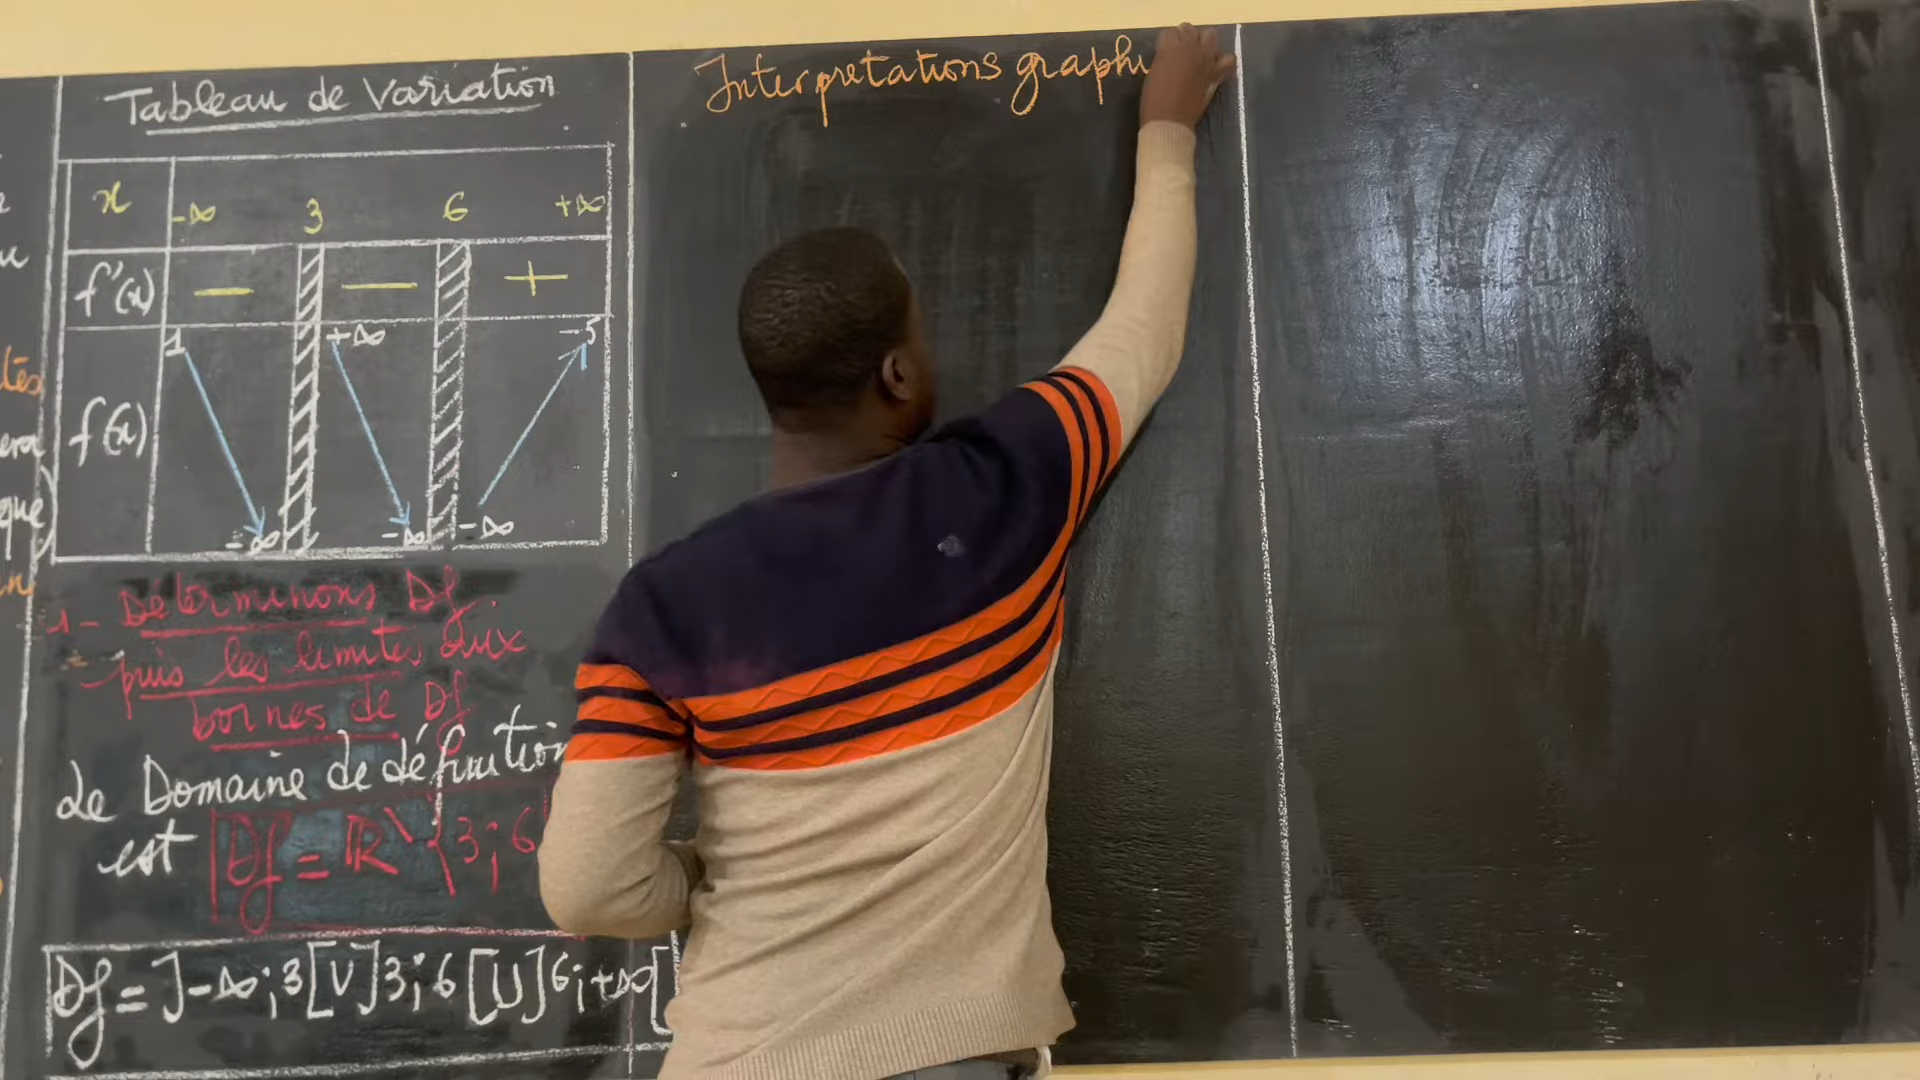 Tableau de Variation
x -∞ 3 6 +∞
f'(x) — — +
1 +∞ -5
f(x)
-∞ -∞ -∞
1- Déterminons Df
puis les limites aux
bornes de Df
Le Domaine de définition
est Df = ℝ \ {3; 6
Df = ]-∞; 3[ U ]3; 6[ U ]6; +∞[
Interpretations graphi
que)